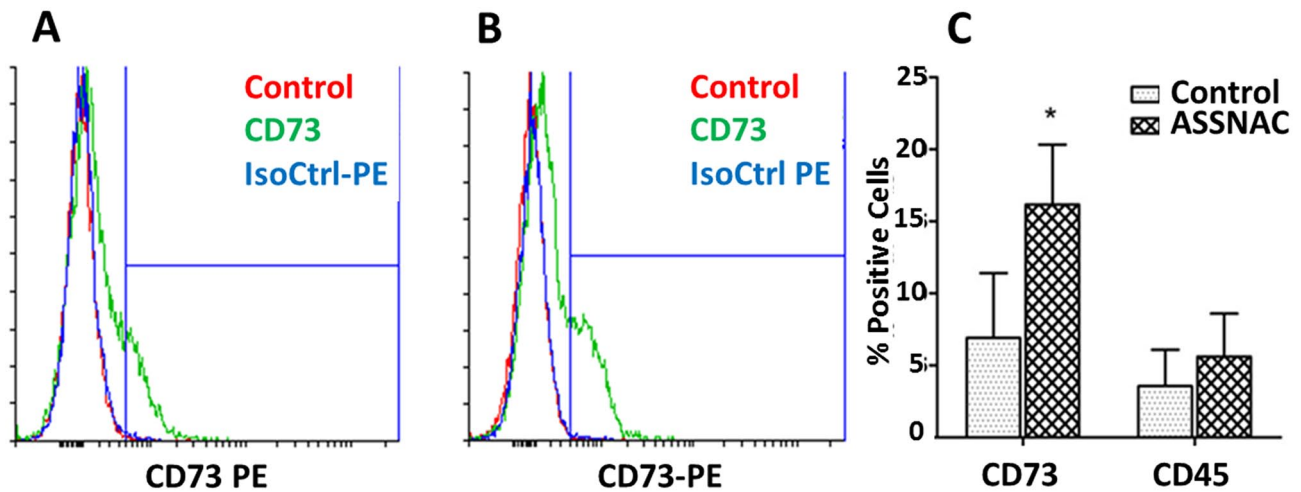 A
Control
CD73
IsoCtrl-PE
CD73 PE
B
Control
CD73
IsoCtrl PE
CD73-PE
C
Control
ASSNAC
% Positive Cells
25
20
15
10
5
0
*
CD73
CD45